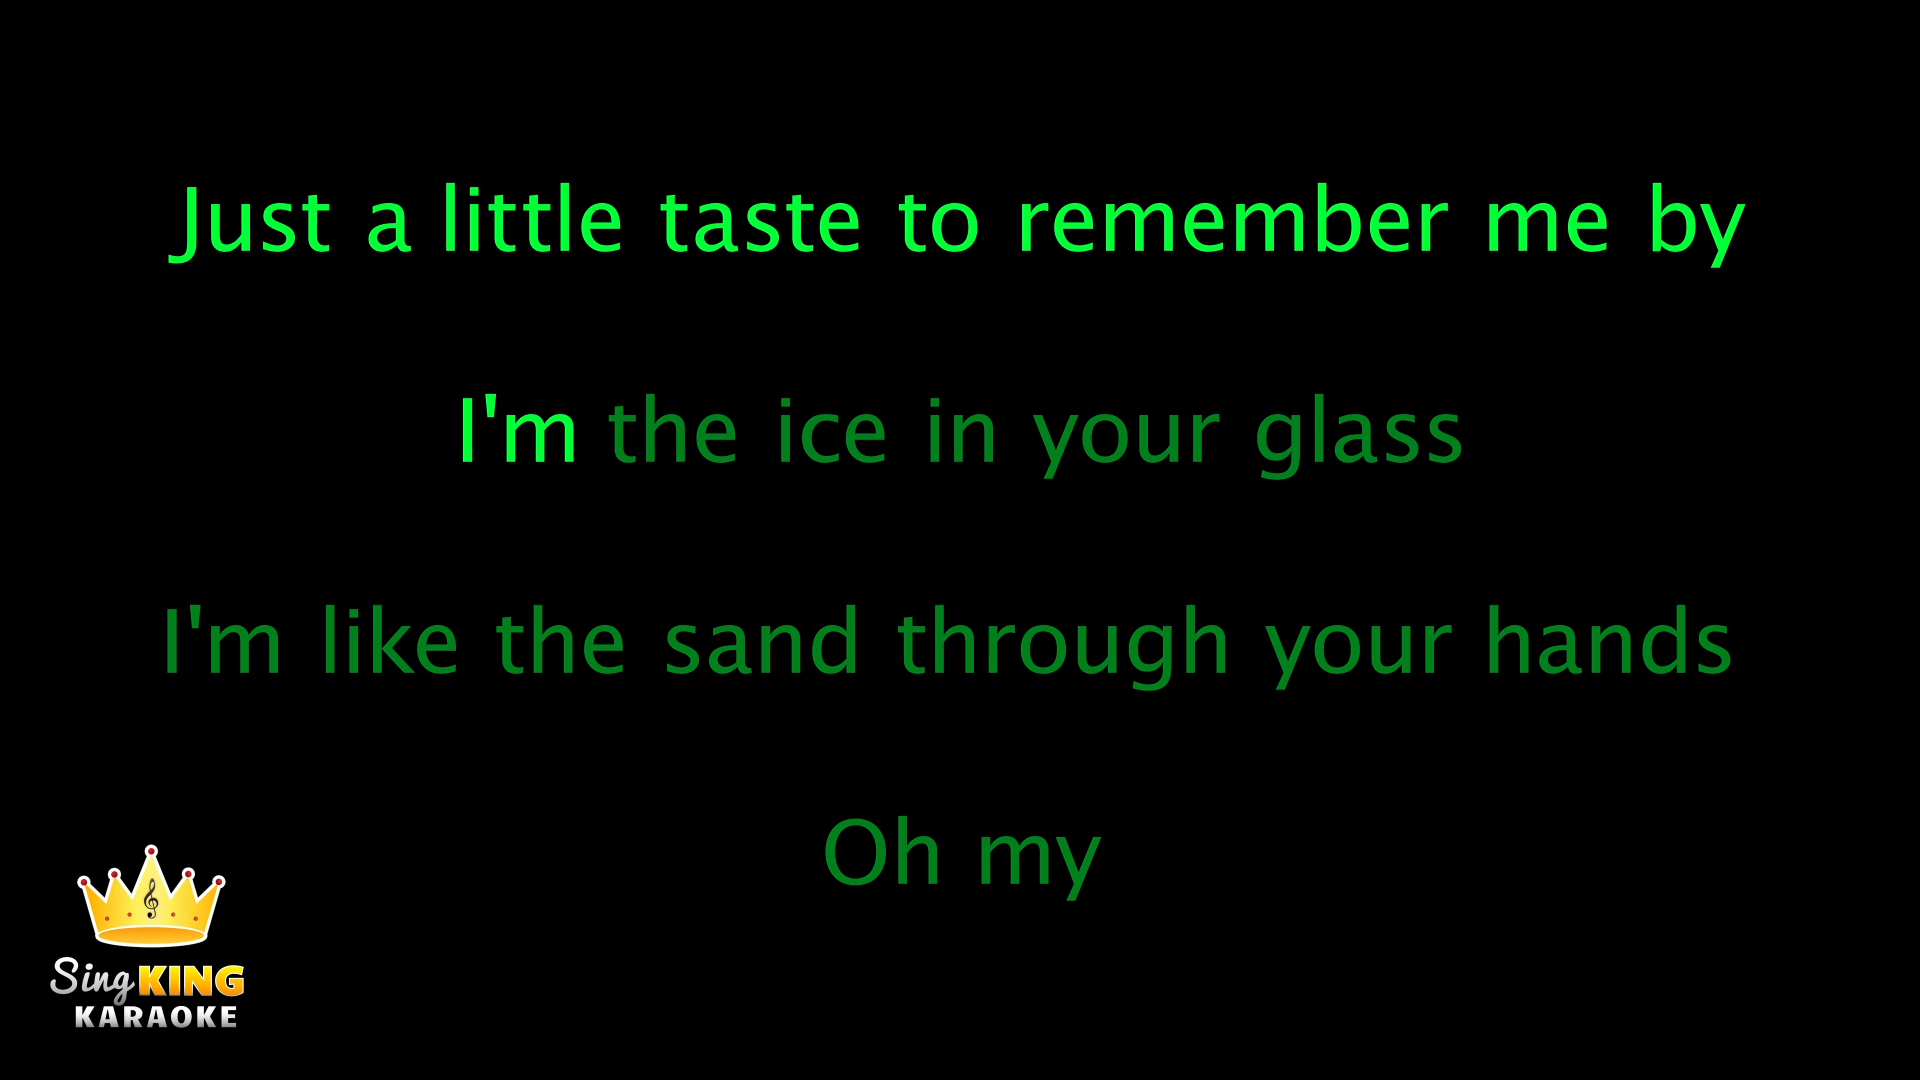 Just a little taste to remember me by
I'm the ice in your glass
I'm like the sand through your hands
Oh my
Sing KING
KARAOKE